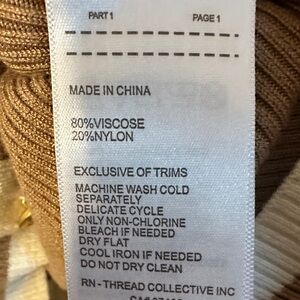 PART 1 PAGE 1
MADE IN CHINA
80%VISCOSE
20%NYLON
EXCLUSIVE OF TRIMS
MACHINE WASH COLD
SEPARATELY
DELICATE CYCLE
ONLY NON-CHLORINE
BLEACH IF NEEDED
DRY FLAT
COOL IRON IF NEEDED
DO NOT DRY CLEAN
RN - THREAD COLLECTIVE INC